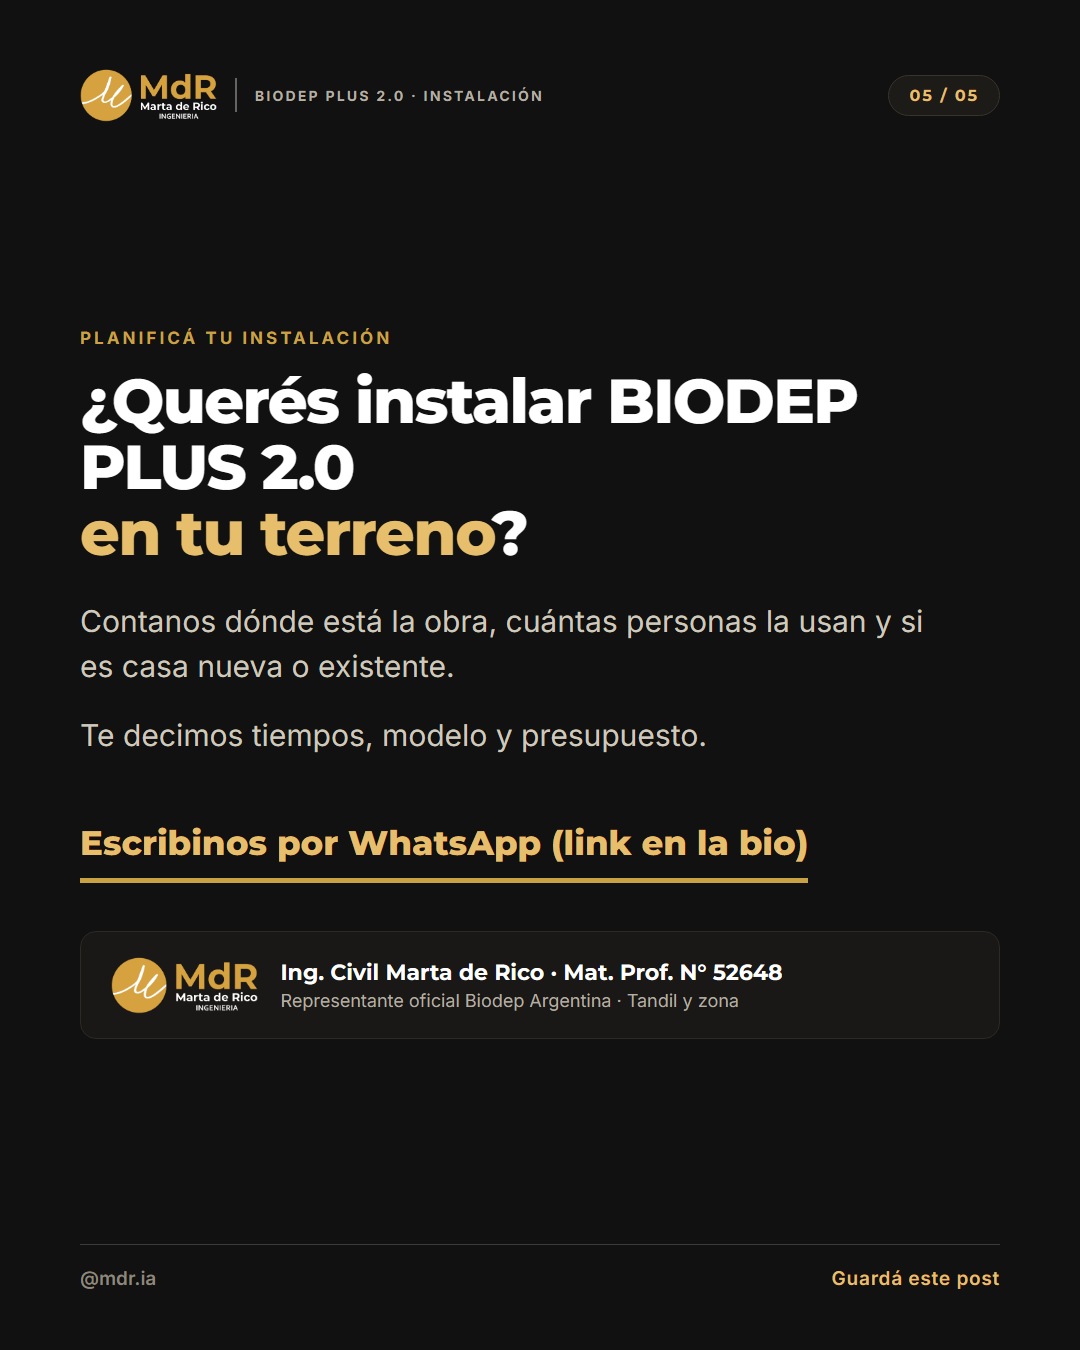 MdR
Marta de Rico
INGENIERIA
BIODEP PLUS 2.0 · INSTALACIÓN
05 / 05
PLANIFICÁ TU INSTALACIÓN
¿Querés instalar BIODEP
PLUS 2.0
en tu terreno?
Contanos dónde está la obra, cuántas personas la usan y si
es casa nueva o existente.
Te decimos tiempos, modelo y presupuesto.
Escribinos por WhatsApp (link en la bio)
MdR
Marta de Rico
INGENIERIA
Ing. Civil Marta de Rico · Mat. Prof. N° 52648
Representante oficial Biodep Argentina · Tandil y zona
@mdr.ia
Guardá este post